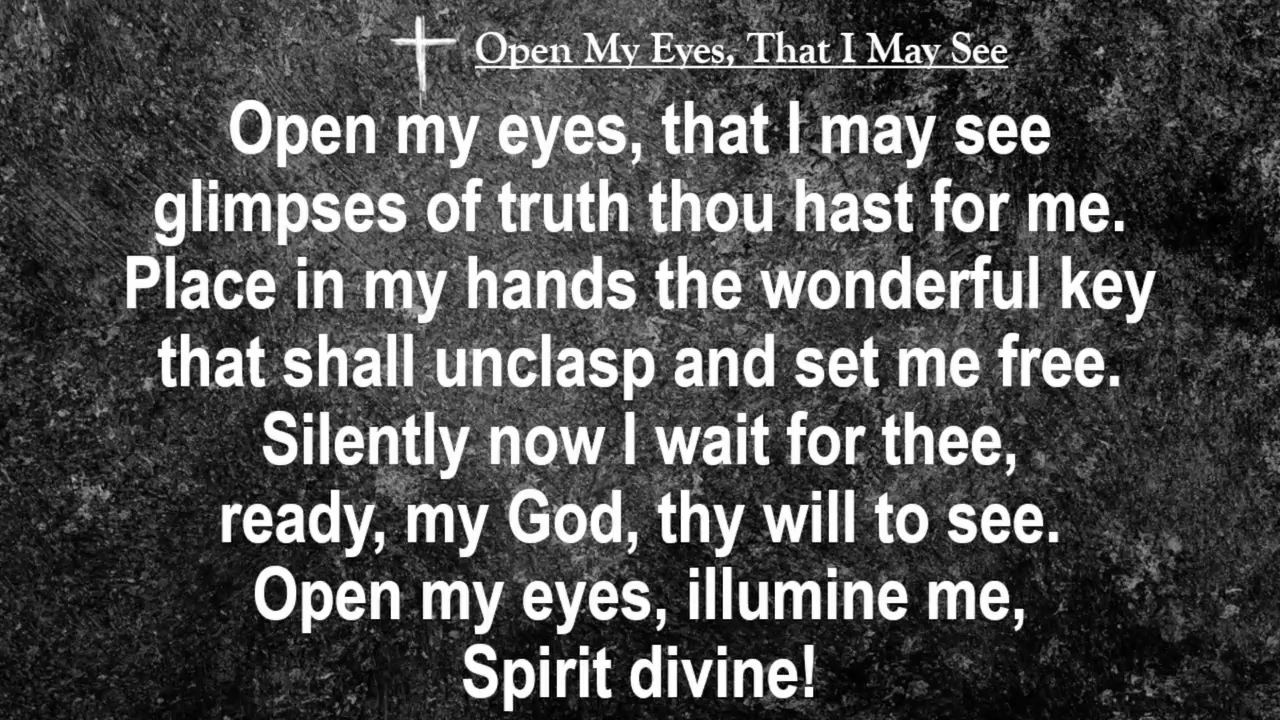 Open My Eyes, That I May See
Open my eyes, that I may see
glimpses of truth thou hast for me.
Place in my hands the wonderful key
that shall unclasp and set me free.
Silently now I wait for thee,
ready, my God, thy will to see.
Open my eyes, illumine me,
Spirit divine!